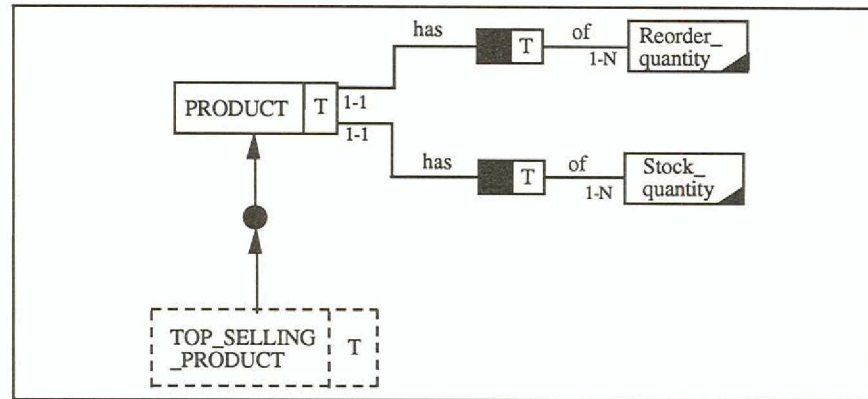 has
T
of
Reorder_
quantity
1-N
PRODUCT
T
1-1
1-1
has
T
of
Stock_
quantity
1-N
TOP_SELLING
_PRODUCT
T